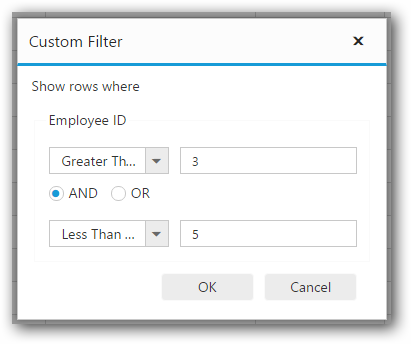 Custom Filter
Show rows where
Employee ID
Greater Th... 3
AND OR
Less Than ... 5
OK Cancel